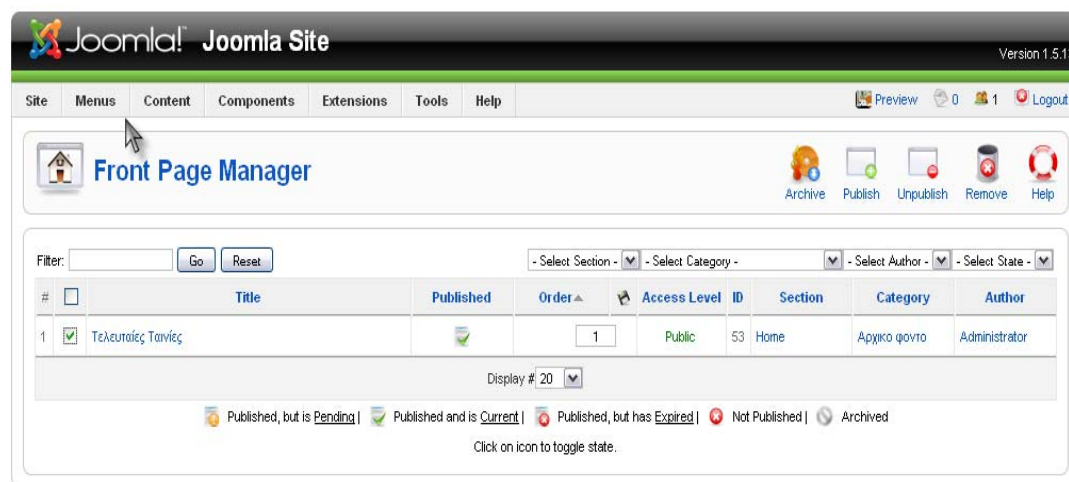 Joomla! Joomla Site
Version 1.5.1
Site Menus Content Components Extensions Tools Help Preview 0 1 Logout
Front Page Manager
Archive Publish Unpublish Remove Help
Filter: Go Reset - Select Section - - Select Category - - Select Author - - Select State -
# Title Published Order Access Level ID Section Category Author
1 Τελευταίες Ταινίες 1 Public 53 Home Αρχικο φοντο Administrator
Display # 20
Published, but is Pending | Published and is Current | Published, but has Expired | Not Published | Archived
Click on icon to toggle state.